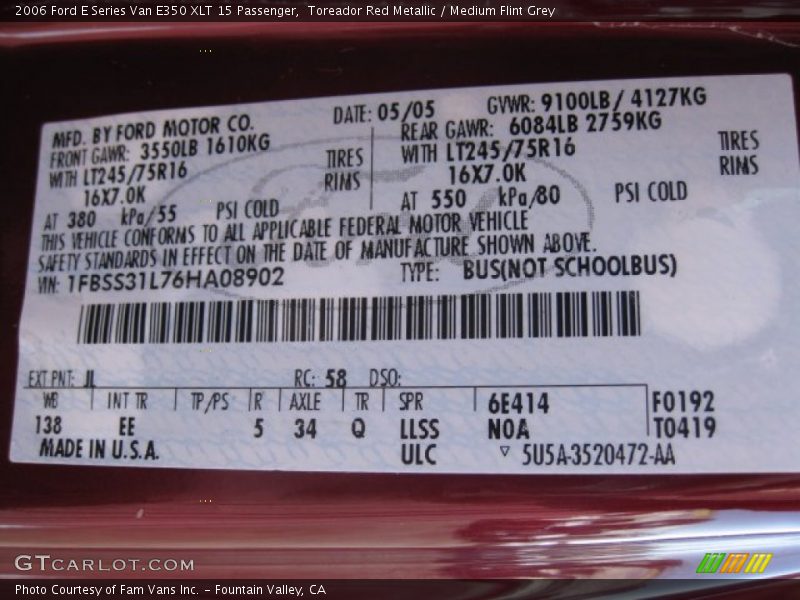 2006 Ford E Series Van E350 XLT 15 Passenger,  Toreador Red Metallic / Medium Flint Grey
MFD. BY FORD MOTOR CO. DATE: 05/05 GVWR: 9100LB/ 4127KG
FRONT GAWR: 3550LB 1610KG REAR GAWR: 6084LB 2759KG
WITH LT245/75R16 TIRES WITH LT245/75R16 TIRES
16X7.0K RIMS 16X7.0K RIMS
AT 380 kPa/55 PSI COLD AT 550 kPa/80 PSI COLD
THIS VEHICLE CONFORMS TO ALL APPLICABLE FEDERAL MOTOR VEHICLE
SAFETY STANDARDS IN EFFECT ON THE DATE OF MANUFACTURE SHOWN ABOVE.
VIN: 1FBSS31L76HA08902 TYPE: BUS(NOT SCHOOLBUS)
EXT PNT: JL RC: 58 DSO:
WB INT TR TP/PS R AXLE TR SPR 6E414 F0192
138 EE 5 34 Q LLSS N0A T0419
MADE IN U.S.A. ULC ▽ 5U5A-3520472-AA
GTCARLOT.COM
Photo Courtesy of Fam Vans Inc. – Fountain Valley, CA